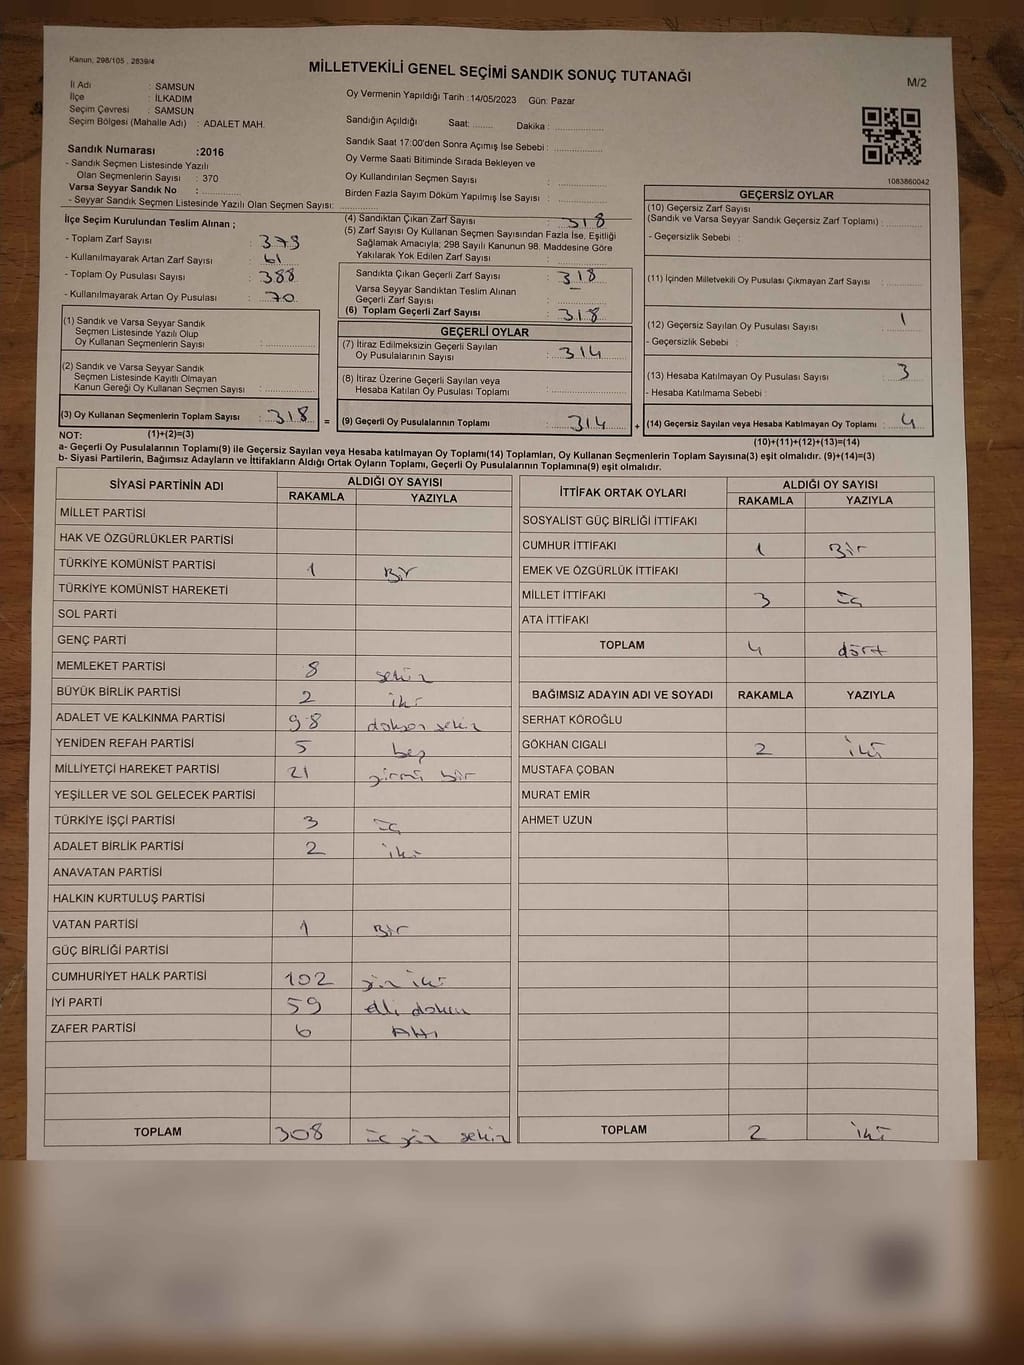 Kanun, 298/105 , 2839/4
MİLLETVEKİLİ GENEL SEÇİMİ SANDIK SONUÇ TUTANAĞI
M/2
İl Adı : SAMSUN
İlçe : İLKADIM
Seçim Çevresi : SAMSUN
Seçim Bölgesi (Mahalle Adı) : ADALET MAH.
Sandık Numarası :2016
- Sandık Seçmen Listesinde Yazılı
Olan Seçmenlerin Sayısı : 370
Varsa Seyyar Sandık No :
- Seyyar Sandık Seçmen Listesinde Yazılı Olan Seçmen Sayısı:
Oy Vermenin Yapıldığı Tarih :14/05/2023 Gün: Pazar
Sandığın Açıldığı Saat: Dakika :
Sandık Saat 17:00'den Sonra Açımış İse Sebebi :
Oy Verme Saati Bitiminde Sırada Bekleyen ve
Oy Kullandırılan Seçmen Sayısı :
Birden Fazla Sayım Döküm Yapılmış İse Sayısı :
1083860042
İlçe Seçim Kurulundan Teslim Alınan ;
- Toplam Zarf Sayısı : 379
- Kullanılmayarak Artan Zarf Sayısı : 61
- Toplam Oy Pusulası Sayısı : 388
- Kullanılmayarak Artan Oy Pusulası : 70
(1) Sandık ve Varsa Seyyar Sandık
Seçmen Listesinde Yazılı Olup
Oy Kullanan Seçmenlerin Sayısı :
(2) Sandık ve Varsa Seyyar Sandık
Seçmen Listesinde Kayıtlı Olmayan
Kanun Gereği Oy Kullanan Seçmen Sayısı :
(3) Oy Kullanan Seçmenlerin Toplam Sayısı : 318 =
(4) Sandıktan Çıkan Zarf Sayısı : 318
(5) Zarf Sayısı Oy Kullanan Seçmen Sayısından Fazla İse, Eşitliği
Sağlamak Amacıyla; 298 Sayılı Kanunun 98. Maddesine Göre
Yakılarak Yok Edilen Zarf Sayısı :
Sandıkta Çıkan Geçerli Zarf Sayısı : 318
Varsa Seyyar Sandıktan Teslim Alınan
Geçerli Zarf Sayısı : -
(6) Toplam Geçerli Zarf Sayısı : 318
GEÇERLİ OYLAR
(7) İtiraz Edilmeksizin Geçerli Sayılan
Oy Pusulalarının Sayısı : 314
(8) İtiraz Üzerine Geçerli Sayılan veya
Hesaba Katılan Oy Pusulaları Toplamı :
(9) Geçerli Oy Pusulalarının Toplamı : 314 +
GEÇERSİZ OYLAR
(10) Geçersiz Zarf Sayısı
(Sandık ve Varsa Seyyar Sandık Geçersiz Zarf Toplamı) :
- Geçersizlik Sebebi :
(11) İçinden Milletvekili Oy Pusulası Çıkmayan Zarf Sayısı :
(12) Geçersiz Sayılan Oy Pusulası Sayısı : 1
- Geçersizlik Sebebi :
(13) Hesaba Katılmayan Oy Pusulası Sayısı : 3
- Hesaba Katılmama Sebebi :
(14) Geçersiz Sayılan veya Hesaba Katılmayan Oy Toplamı : 4
NOT: (1)+(2)=(3)
(10)+(11)+(12)+(13)=(14)
a- Geçerli Oy Pusulalarının Toplamı(9) ile Geçersiz Sayılan veya Hesaba katılmayan Oy Toplamı(14) Toplamları, Oy Kullanan Seçmenlerin Toplam Sayısına(3) eşit olmalıdır. (9)+(14)=(3)
b- Siyasi Partilerin, Bağımsız Adayların ve İttifakların Aldığı Ortak Oyların Toplamı, Geçerli Oy Pusulalarının Toplamına(9) eşit olmalıdır.
SİYASİ PARTİNİN ADI ALDIĞI OY SAYISI
RAKAMLA YAZIYLA
MİLLET PARTİSİ
HAK VE ÖZGÜRLÜKLER PARTİSİ
TÜRKİYE KOMÜNİST PARTİSİ 1 Bir
TÜRKİYE KOMÜNİST HAREKETİ
SOL PARTİ
GENÇ PARTİ
MEMLEKET PARTİSİ 8 sekiz
BÜYÜK BİRLİK PARTİSİ 2 iki
ADALET VE KALKINMA PARTİSİ 98 doksan sekiz
YENİDEN REFAH PARTİSİ 5 beş
MİLLİYETÇİ HAREKET PARTİSİ 21 yirmi bir
YEŞİLLER VE SOL GELECEK PARTİSİ
TÜRKİYE İŞÇİ PARTİSİ 3 üç
ADALET BİRLİK PARTİSİ 2 iki
ANAVATAN PARTİSİ
HALKIN KURTULUŞ PARTİSİ
VATAN PARTİSİ 1 Bir
GÜÇ BİRLİĞİ PARTİSİ
CUMHURİYET HALK PARTİSİ 102 yüz iki
İYİ PARTİ 59 elli dokuz
ZAFER PARTİSİ 6 Altı
TOPLAM 308 üç yüz sekiz
İTTİFAK ORTAK OYLARI ALDIĞI OY SAYISI
RAKAMLA YAZIYLA
SOSYALİST GÜÇ BİRLİĞİ İTTİFAKI
CUMHUR İTTİFAKI 1 Bir
EMEK VE ÖZGÜRLÜK İTTİFAKI
MİLLET İTTİFAKI 3 üç
ATA İTTİFAKI
TOPLAM 4 dört
BAĞIMSIZ ADAYIN ADI VE SOYADI RAKAMLA YAZIYLA
SERHAT KÖROĞLU
GÖKHAN CIGALI 2 iki
MUSTAFA ÇOBAN
MURAT EMİR
AHMET UZUN
TOPLAM 2 iki